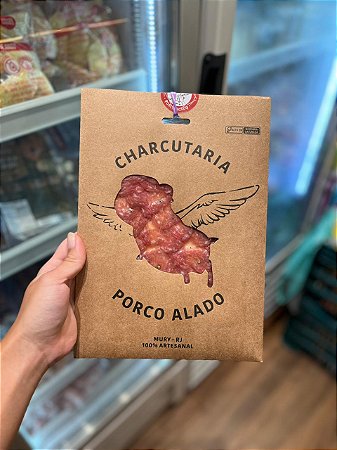 CHARCUTARIA
PORCO ALADO
MURY - RJ
100% ARTESANAL